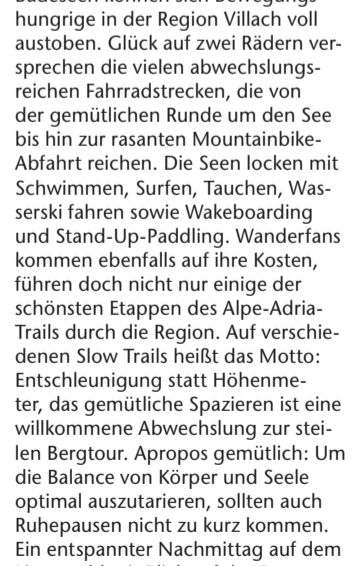 hungrige in der Region Villach voll
austoben. Glück auf zwei Rädern ver-
sprechen die vielen abwechslungs-
reichen Fahrradstrecken, die von
der gemütlichen Runde um den See
bis hin zur rasanten Mountainbike-
Abfahrt reichen. Die Seen locken mit
Schwimmen, Surfen, Tauchen, Was-
serski fahren sowie Wakeboarding
und Stand-Up-Paddling. Wanderfans
kommen ebenfalls auf ihre Kosten,
führen doch nicht nur einige der
schönsten Etappen des Alpe-Adria-
Trails durch die Region. Auf verschie-
denen Slow Trails heißt das Motto:
Entschleunigung statt Höhenme-
ter, das gemütliche Spazieren ist eine
willkommene Abwechslung zur stei-
len Bergtour. Apropos gemütlich: Um
die Balance von Körper und Seele
optimal auszutarieren, sollten auch
Ruhepausen nicht zu kurz kommen.
Ein entspannter Nachmittag auf dem